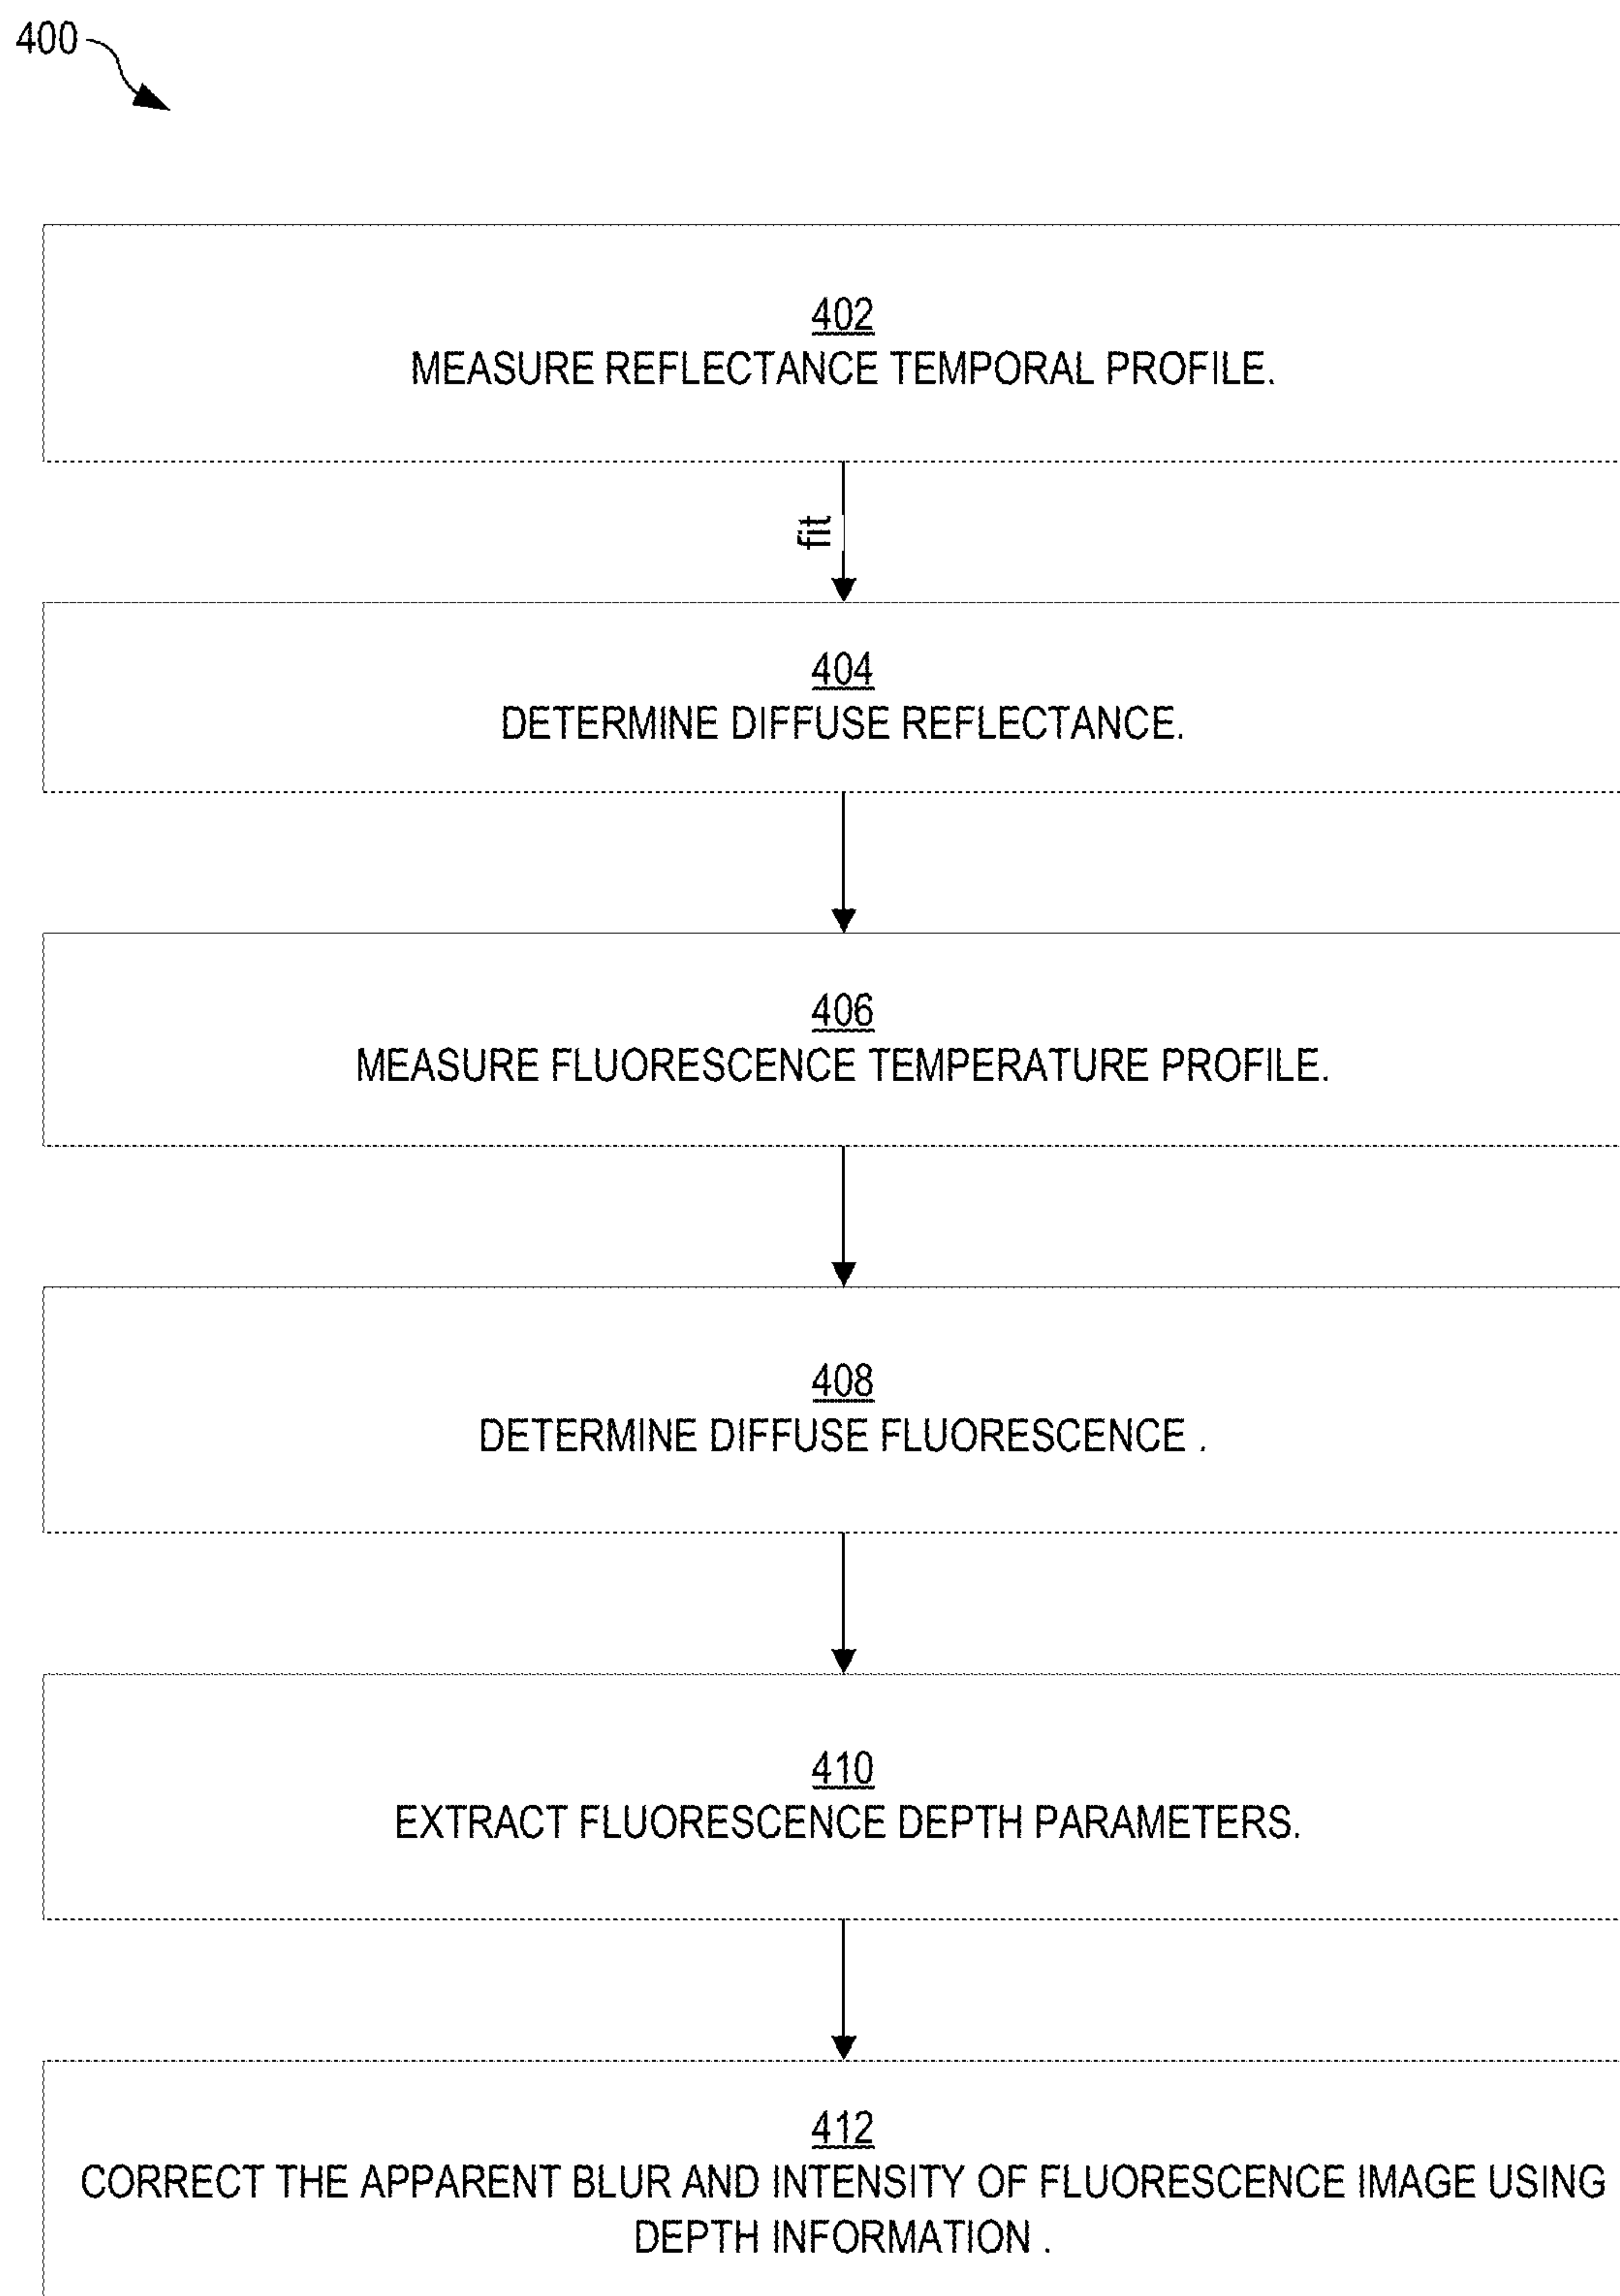 400
402
MEASURE REFLECTANCE TEMPORAL PROFILE.
fit
404
DETERMINE DIFFUSE REFLECTANCE.
406
MEASURE FLUORESCENCE TEMPERATURE PROFILE.
408
DETERMINE DIFFUSE FLUORESCENCE .
410
EXTRACT FLUORESCENCE DEPTH PARAMETERS.
412
CORRECT THE APPARENT BLUR AND INTENSITY OF FLUORESCENCE IMAGE USING
DEPTH INFORMATION .